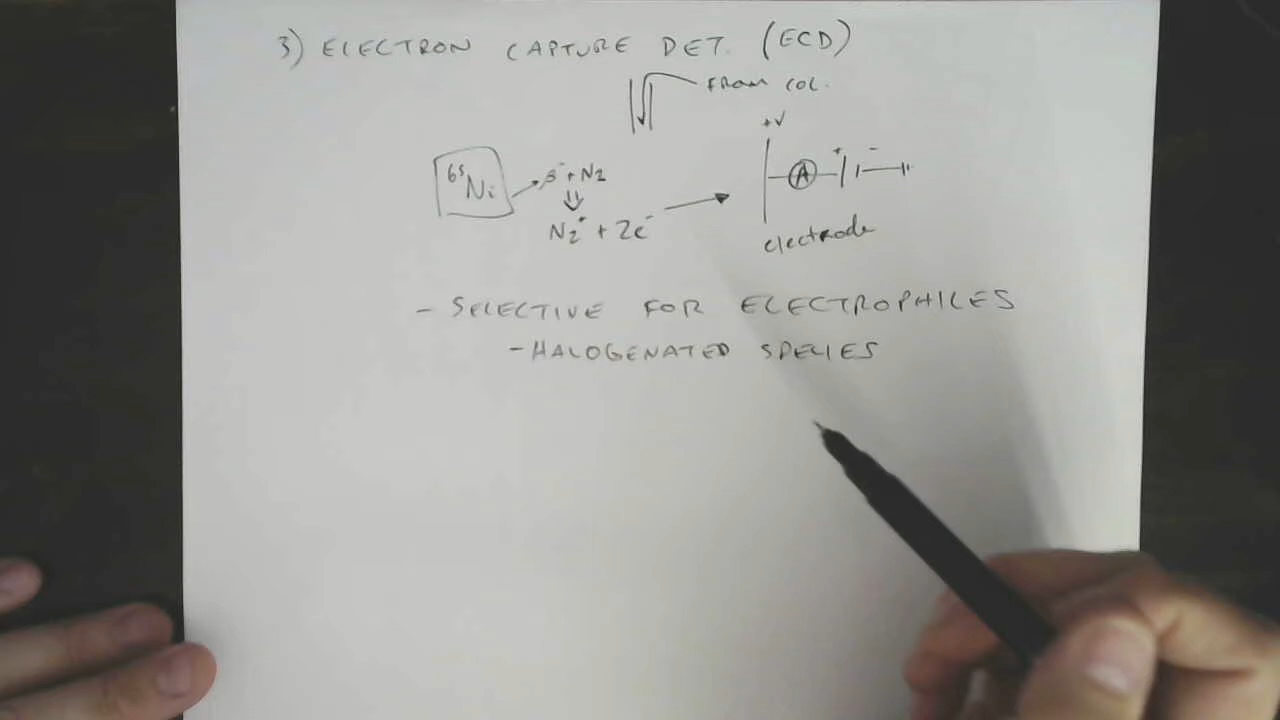 3) ELECTRON CAPTURE DET. (ECD)
FROM COL.
+V
63Ni → β⁻ + N2
A + -
⇓
N2⁺ + 2e⁻ →
electrode
- SELECTIVE FOR ELECTROPHILES
- HALOGENATED SPECIES